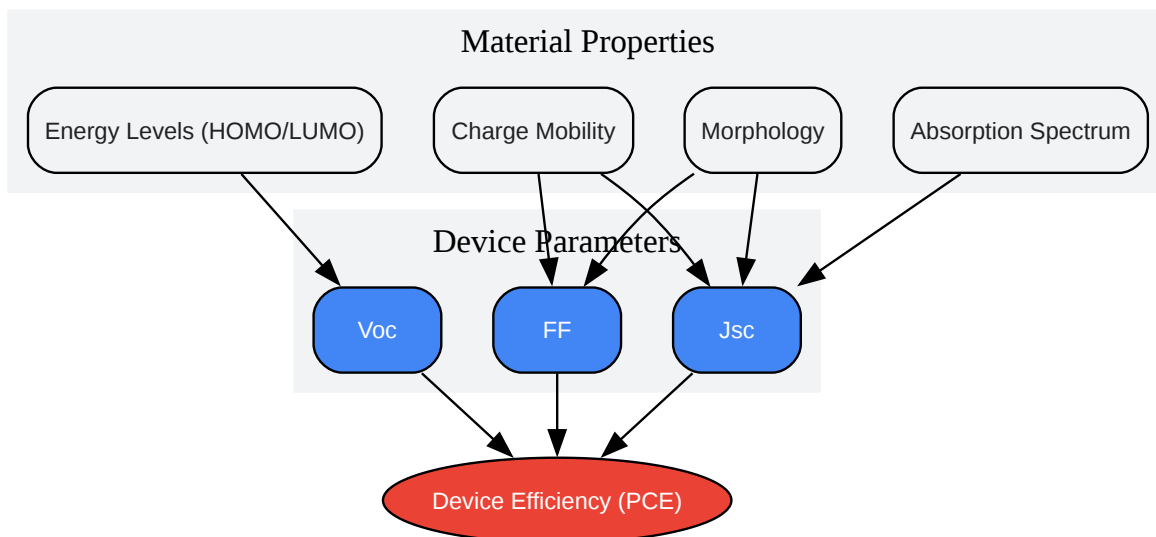 Material Properties
Energy Levels (HOMO/LUMO)
Charge Mobility
Morphology
Absorption Spectrum
Device Parameters
Voc
FF
Jsc
Device Efficiency (PCE)